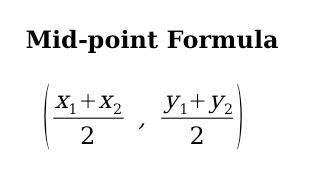 Mid-point Formula
(x₁+x₂/2 , y₁+y₂/2)